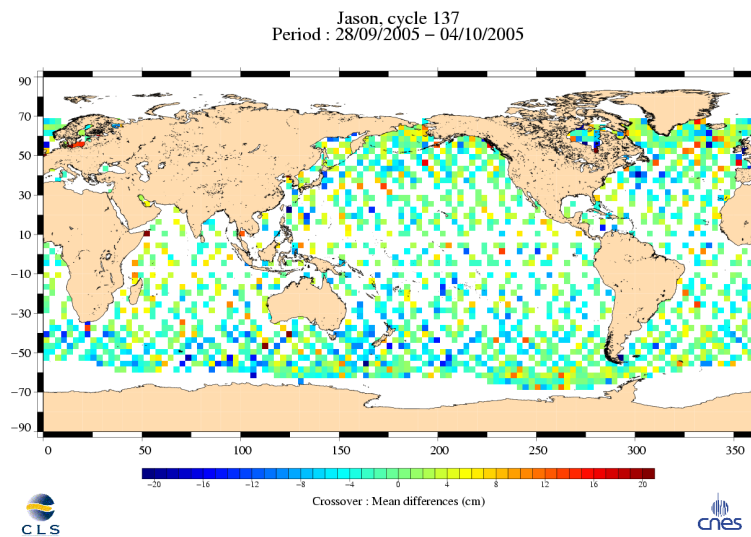 Jason, cycle 137
Period : 28/09/2005 − 04/10/2005
90
70
50
30
10
−10
−30
−50
−70
−90
0 50 100 150 200 250 300 350
−20 −16 −12 −8 −4 0 4 8 12 16 20
Crossover : Mean differences (cm)
CLS
cnes